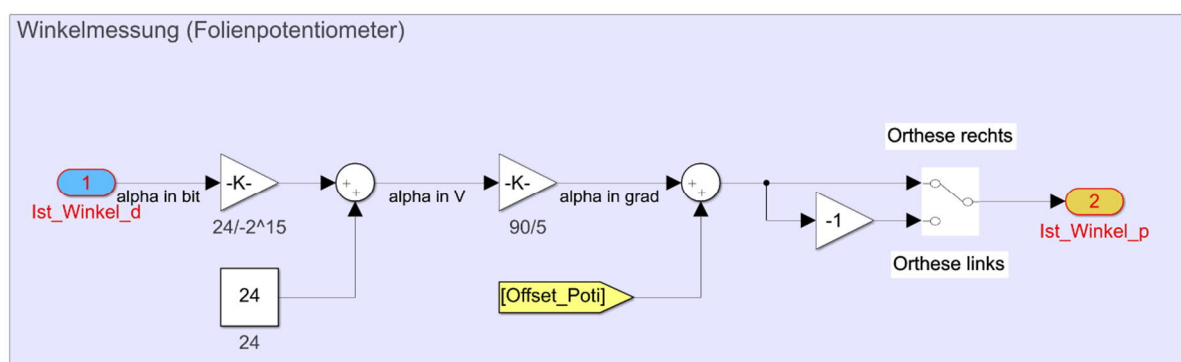 Winkelmessung (Folienpotentiometer)
Orthese rechts
1
alpha in bit
-K-
+
+
alpha in V
-K-
alpha in grad
+
+
2
Ist_Winkel_d
24/-2^15
90/5
-1
Ist_Winkel_p
Orthese links
24
[Offset_Poti]
24